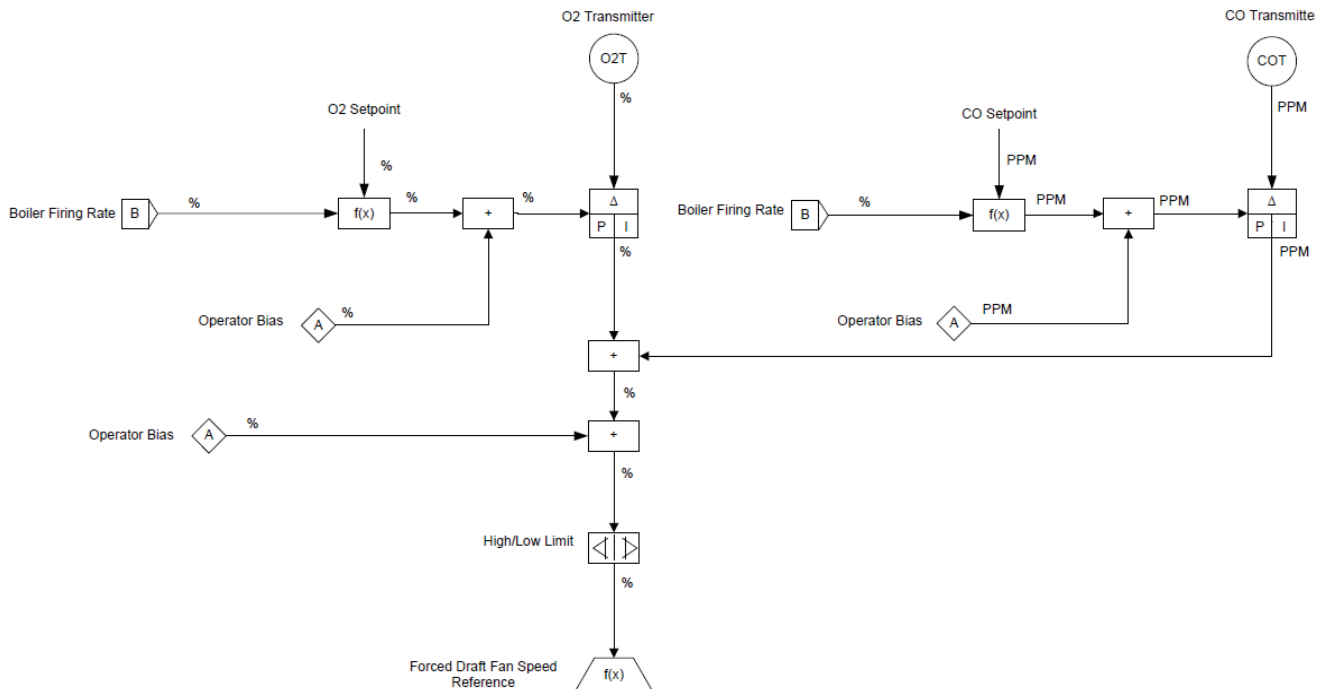 O2 Transmitter
CO Transmitte
O2T
COT
%
PPM
O2 Setpoint
CO Setpoint
%
PPM
Boiler Firing Rate B % f(x) % + % Δ
P I
Boiler Firing Rate B % f(x) PPM + PPM Δ
P I
%
PPM
Operator Bias A %
Operator Bias A PPM
+
%
Operator Bias A %
+
%
High/Low Limit
%
Forced Draft Fan Speed
Reference
f(x)